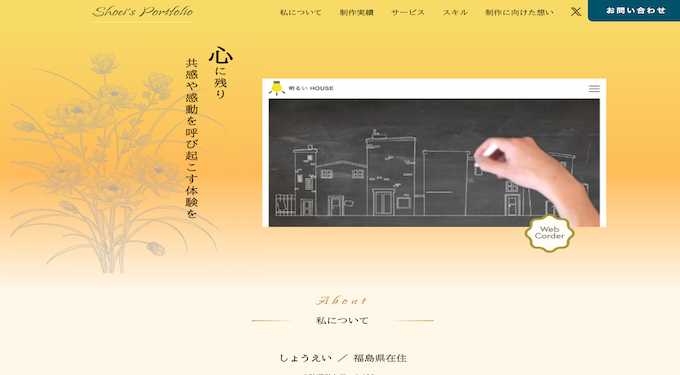 Shoei's Portfolio
私について
制作実績
サービス
スキル
制作に向けた想い
お問い合わせ
心に残り
共感や感動を呼び起こす体験を
明るい HOUSE
Web
Corder
About
私について
しょうえい ／ 福島県在住